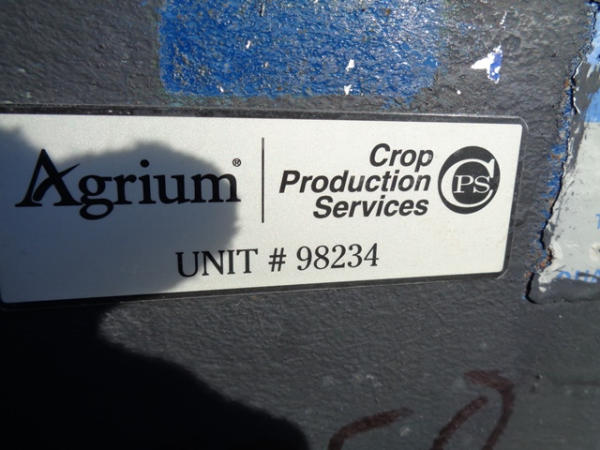 Agrium®
Crop
Production
Services
CPS
UNIT # 98234